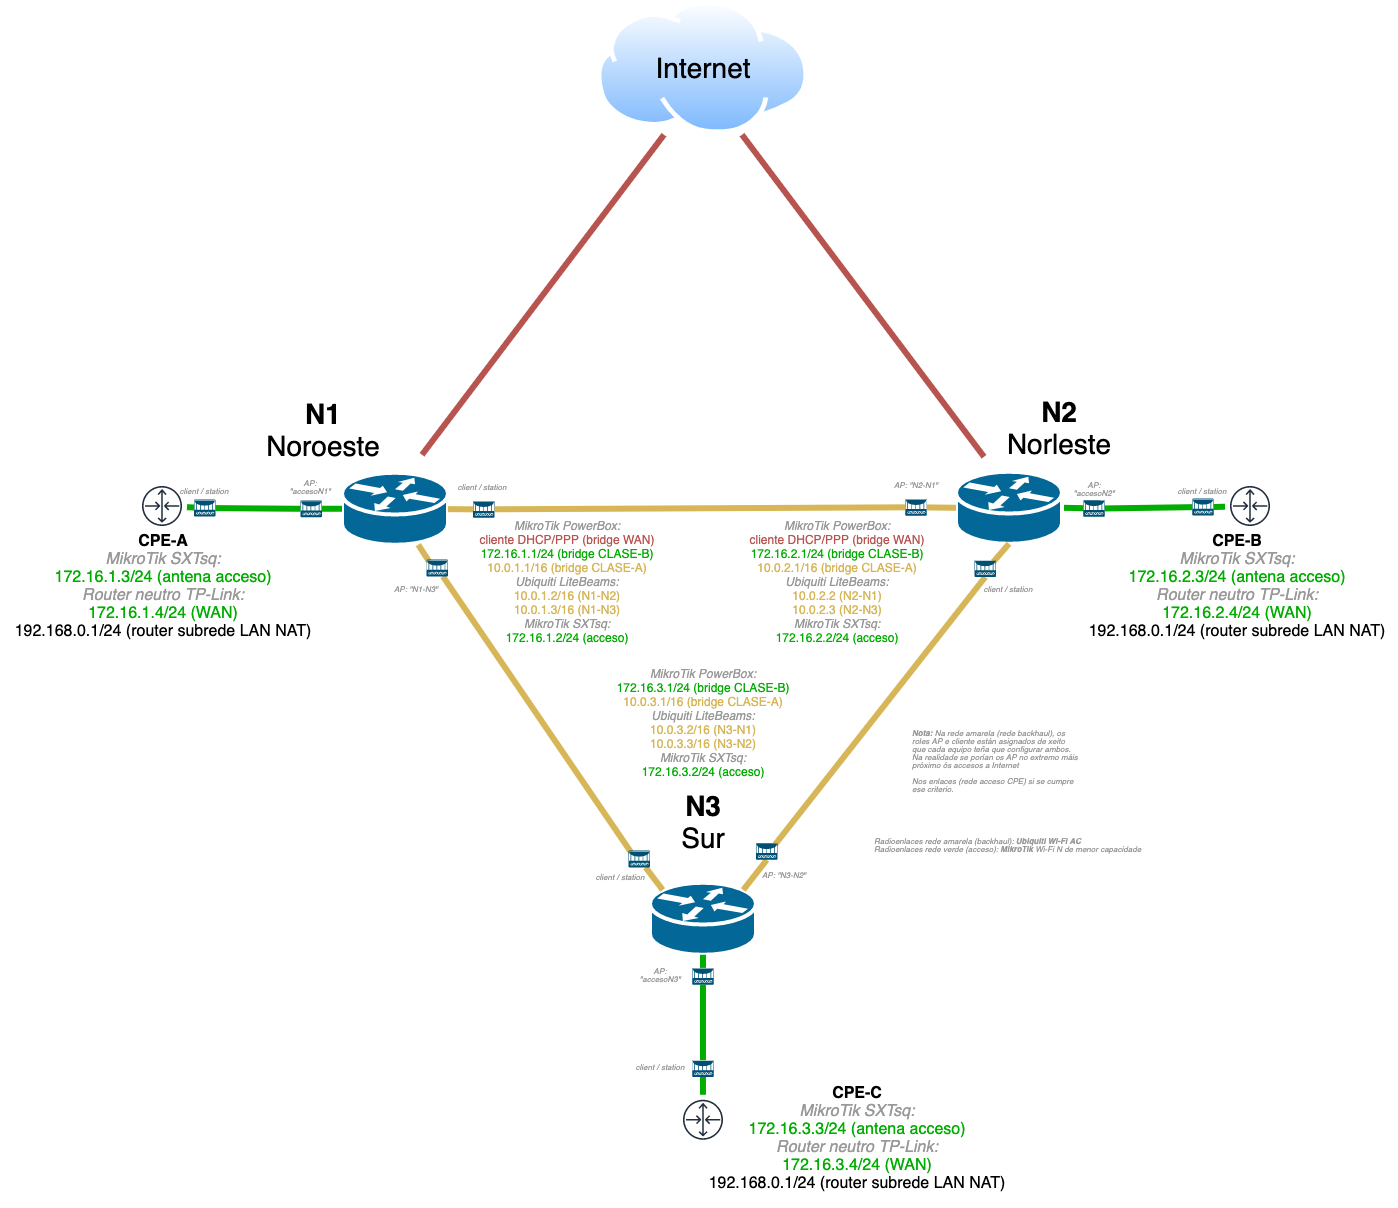 Internet
N1
Noroeste
N2
Norleste
client / station
AP:
"accesoN1"
client / station
AP: "N2-N1"
AP:
"accesoN2"
client / station
CPE-A
MikroTik SXTsq:
172.16.1.3/24 (antena acceso)
Router neutro TP-Link:
172.16.1.4/24 (WAN)
192.168.0.1/24 (router subrede LAN NAT)
AP: "N1-N3"
MikroTik PowerBox:
cliente DHCP/PPP (bridge WAN)
172.16.1.1/24 (bridge CLASE-B)
10.0.1.1/16 (bridge CLASE-A)
Ubiquiti LiteBeams:
10.0.1.2/16 (N1-N2)
10.0.1.3/16 (N1-N3)
MikroTik SXTsq:
172.16.1.2/24 (acceso)
MikroTik PowerBox:
cliente DHCP/PPP (bridge WAN)
172.16.2.1/24 (bridge CLASE-B)
10.0.2.1/16 (bridge CLASE-A)
Ubiquiti LiteBeams:
10.0.2.2 (N2-N1)
10.0.2.3 (N2-N3)
MikroTik SXTsq:
172.16.2.2/24 (acceso)
client / station
CPE-B
MikroTik SXTsq:
172.16.2.3/24 (antena acceso)
Router neutro TP-Link:
172.16.2.4/24 (WAN)
192.168.0.1/24 (router subrede LAN NAT)
MikroTik PowerBox:
172.16.3.1/24 (bridge CLASE-B)
10.0.3.1/16 (bridge CLASE-A)
Ubiquiti LiteBeams:
10.0.3.2/16 (N3-N1)
10.0.3.3/16 (N3-N2)
MikroTik SXTsq:
172.16.3.2/24 (acceso)
Nota: Na rede amarela (rede backhaul), os
roles AP e cliente están asignados de xeito
que cada equipo teña que configurar ambos.
Na realidade se porían os AP no extremo máis
próximo ós accesos a Internet
Nos enlaces (rede acceso CPE) si se cumpre
ese criterio.
N3
Sur
Radioenlaces rede amarela (backhaul): Ubiquiti Wi-Fi AC
Radioenlaces rede verde (acceso): MikroTik Wi-Fi N de menor capacidade
client / station
AP: "N3-N2"
AP:
"accesoN3"
client / station
CPE-C
MikroTik SXTsq:
172.16.3.3/24 (antena acceso)
Router neutro TP-Link:
172.16.3.4/24 (WAN)
192.168.0.1/24 (router subrede LAN NAT)